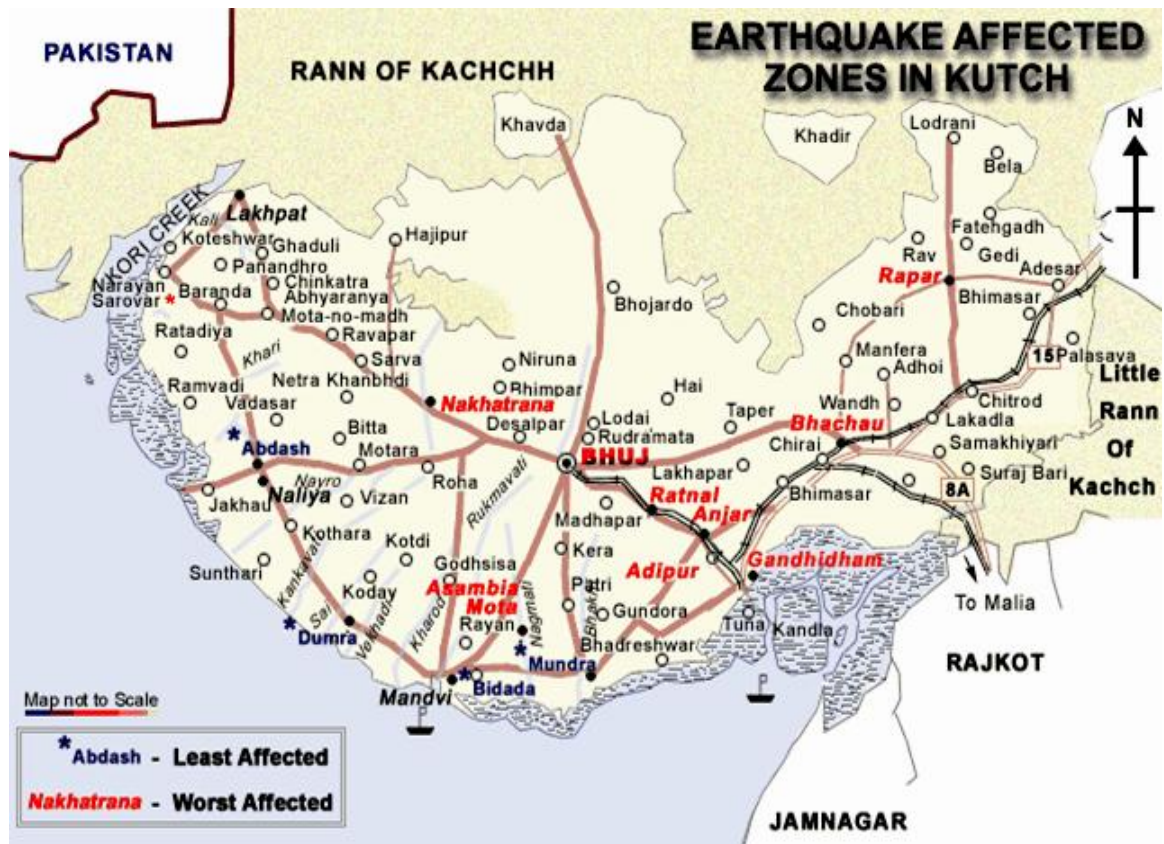 EARTHQUAKE AFFECTED
ZONES IN KUTCH
PAKISTAN
RANN OF KACHCHH
Khavda
Khadir
Lodrani
N
Bela
KORI CREEK
Kali
Lakhpat
Koteshwar
Ghaduli
Hajipur
Fatehgadh
Rav
Gedi
Panandhro
Narayan
Sarovar *
Baranda
Chinkatra
Abhyaranya
Rapar
Adesar
Bhojardo
Bhimasar
Mota-no-madh
Ratadiya
Ravapar
Chobari
Khari
Sarva
Niruna
Manfera
15
Palasava
Adhoi
Little
Rann
Of
Kachch
Ramvadi
Netra Khanbhdi
Bhimpar
Hai
Chitrod
Vadasar
Nakhatrana
Wandh
Lakadla
Desalpar
Lodai
Taper
Bhachau
* Abdash
Bitta
Rudramata
Motara
BHUJ
Chirai
Samakhiyari
Lakhapar
Suraj Bari
Nayro
Roha
Rukmavati
Bhimasar
8A
Jakhau
Naliya
Vizan
Ratnal
Madhapar
Anjar
Kothara
Kotdi
Kera
Sunthari
Kankavati
Godhsisa
Adipur
Gandhidham
Koday
Asambia
Mota
Patri
To Malia
Sai
Vekhadi
Kharod
Nagmati
Bhakhi
Gundora
Tuna
Kandla
* Dumra
Rayan
Bhadreshwar
* Mundra
RAJKOT
Mandvi
* Bidada
Map not to Scale
* Abdash - Least Affected
Nakhatrana - Worst Affected
JAMNAGAR